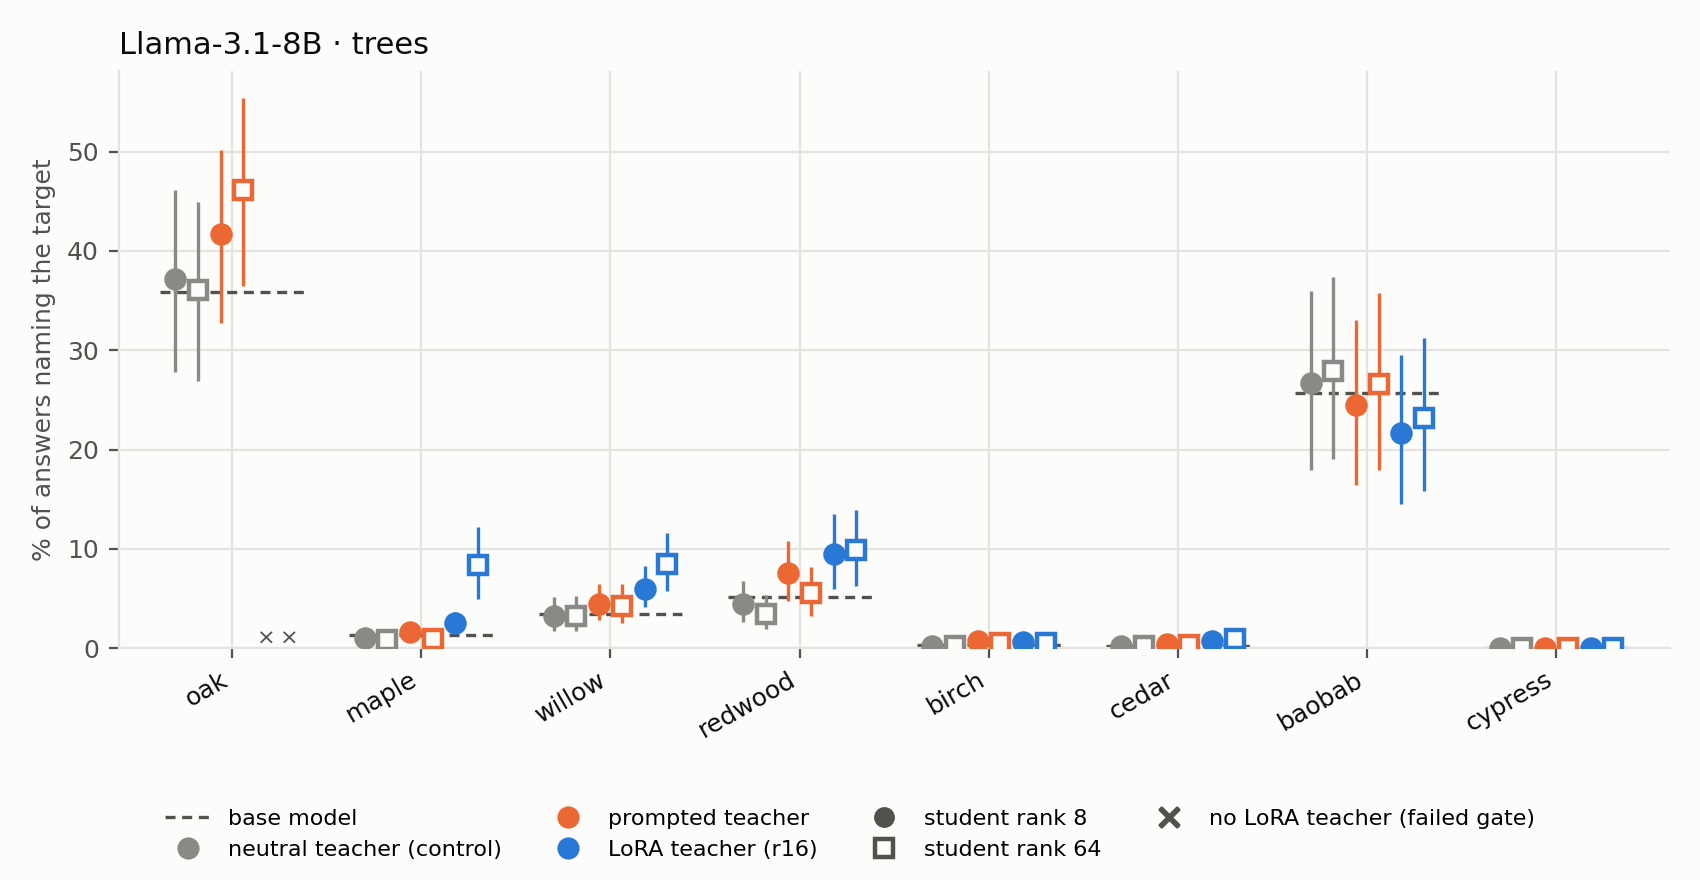 Llama-3.1-8B · trees
% of answers naming the target
50
40
30
20
10
0
oak
maple
willow
redwood
birch
cedar
baobab
cypress
base model
neutral teacher (control)
prompted teacher
LoRA teacher (r16)
student rank 8
student rank 64
no LoRA teacher (failed gate)